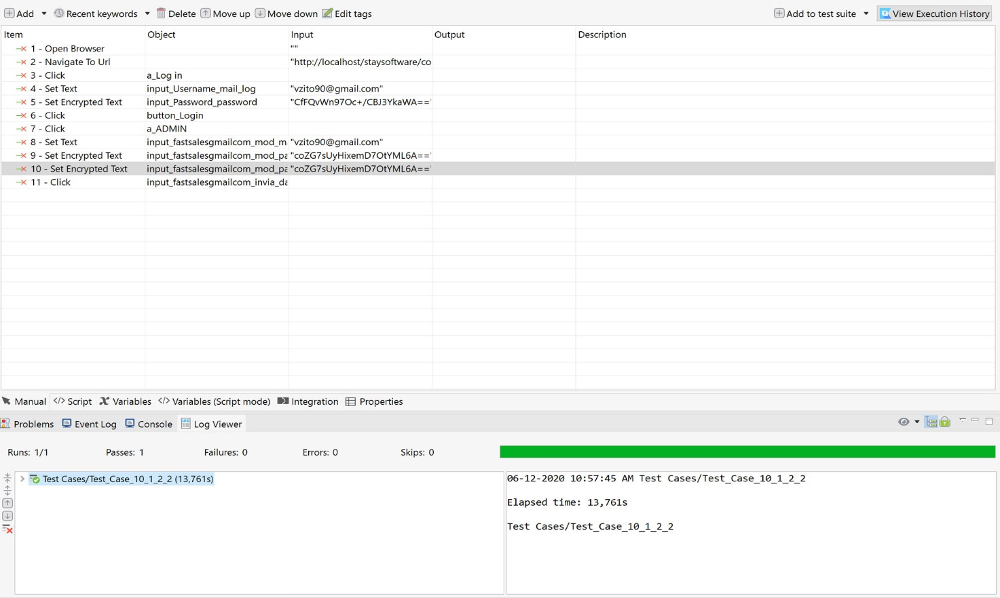 Add Recent keywords Delete Move up Move down Edit tags Add to test suite View Execution History
Item Object Input Output Description
1 - Open Browser ""
2 - Navigate To Url "http://localhost/staysoftware/co
3 - Click a_Log in
4 - Set Text input_Username_mail_log "vzito90@gmail.com"
5 - Set Encrypted Text input_Password_password "CfFQvWn97Oc+/CBJ3YkaWA=="
6 - Click button_Login
7 - Click a_ADMIN
8 - Set Text input_fastsalesgmailcom_mod_m "vzito90@gmail.com"
9 - Set Encrypted Text input_fastsalesgmailcom_mod_pa "coZG7sUyHixemD7OtYML6A=="
10 - Set Encrypted Text input_fastsalesgmailcom_mod_pa "coZG7sUyHixemD7OtYML6A=="
11 - Click input_fastsalesgmailcom_invia_da
Manual Script Variables Variables (Script mode) Integration Properties
Problems Event Log Console Log Viewer
Runs: 1/1 Passes: 1 Failures: 0 Errors: 0 Skips: 0
Test Cases/Test_Case_10_1_2_2 (13,761s)
06-12-2020 10:57:45 AM Test Cases/Test_Case_10_1_2_2
Elapsed time: 13,761s
Test Cases/Test_Case_10_1_2_2